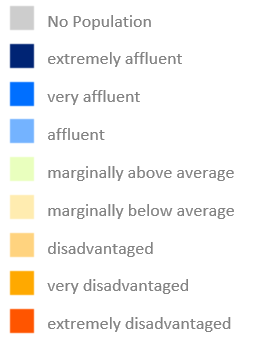 No Population
extremely affluent
very affluent
affluent
marginally above average
marginally below average
disadvantaged
very disadvantaged
extremely disadvantaged